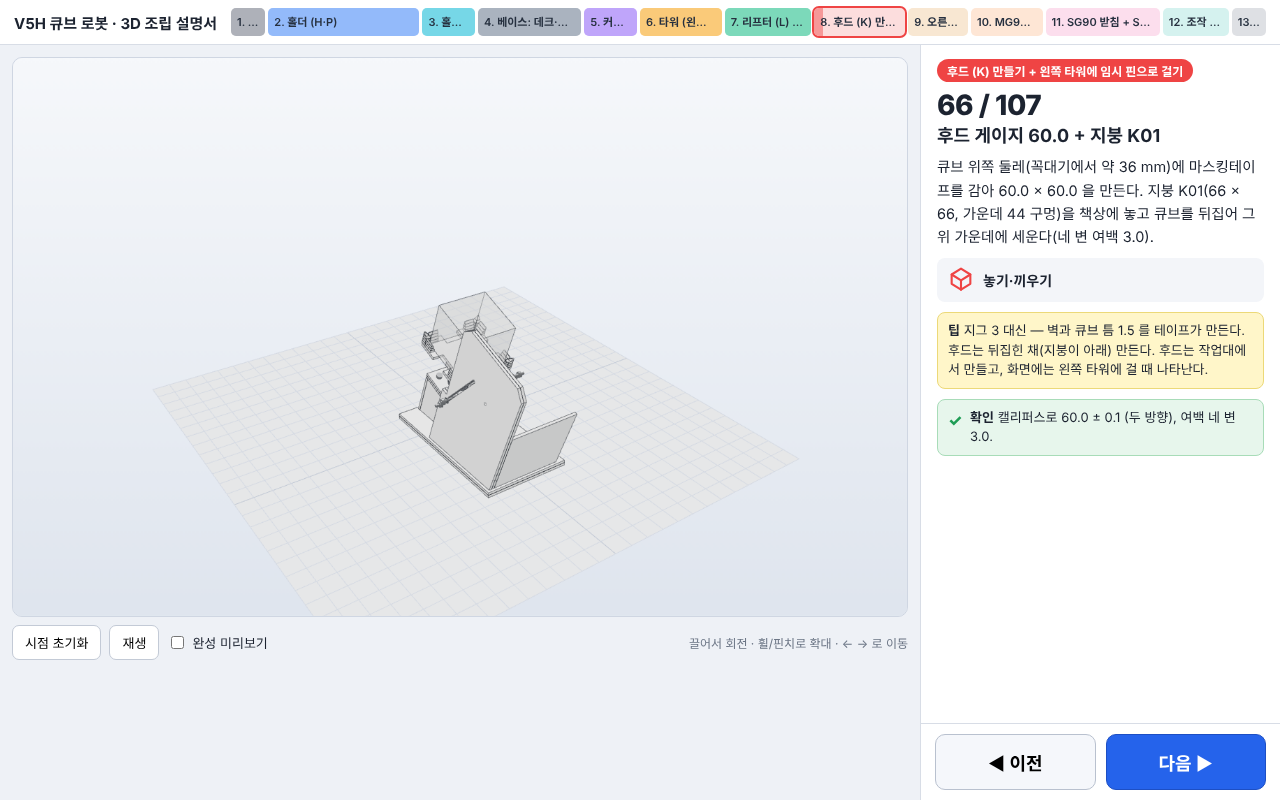 V5H 큐브 로봇 · 3D 조립 설명서
1. ...
2. 홀더 (H·P)
3. 홀...
4. 베이스: 데크·...
5. 커...
6. 타워 (왼...
7. 리프터 (L) ...
8. 후드 (K) 만...
9. 오른...
10. MG9...
11. SG90 받침 + S...
12. 조작 ...
13...
후드 (K) 만들기 + 왼쪽 타워에 임시 핀으로 걸기
66 / 107
후드 게이지 60.0 + 지붕 K01
큐브 위쪽 둘레(꼭대기에서 약 36 mm)에 마스킹테이
프를 감아 60.0 × 60.0 을 만든다. 지붕 K01(66 ×
66, 가운데 44 구멍)을 책상에 놓고 큐브를 뒤집어 그
위 가운데에 세운다(네 변 여백 3.0).
놓기·끼우기
팁 지그 3 대신 — 벽과 큐브 틈 1.5 를 테이프가 만든다.
후드는 뒤집힌 채(지붕이 아래) 만든다. 후드는 작업대에
서 만들고, 화면에는 왼쪽 타워에 걸 때 나타난다.
✔ 확인 캘리퍼스로 60.0 ± 0.1 (두 방향), 여백 네 변
3.0.
시점 초기화
재생
완성 미리보기
끌어서 회전 · 휠/핀치로 확대 · ← → 로 이동
◀ 이전
다음 ▶